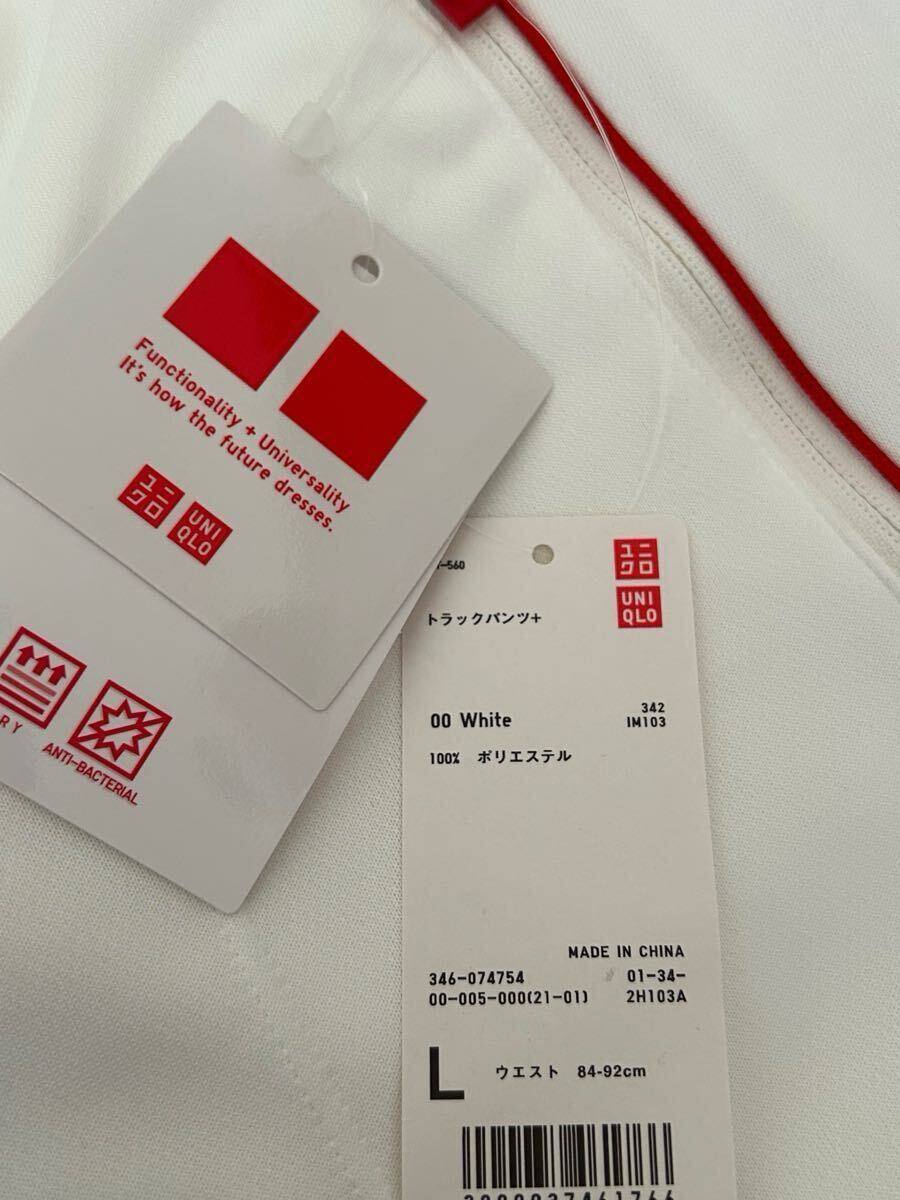 Functionality + Universality
It's how the future dresses.
ユニ
クロ
UNI
QLO
ANTI-BACTERIAL
-560
ユニ
クロ
UNI
QLO
トラックパンツ+
00 White
342
IM103
100% ポリエステル
MADE IN CHINA
346-074754
01-34-
00-005-000(21-01)
2H103A
L
ウエスト 84-92cm